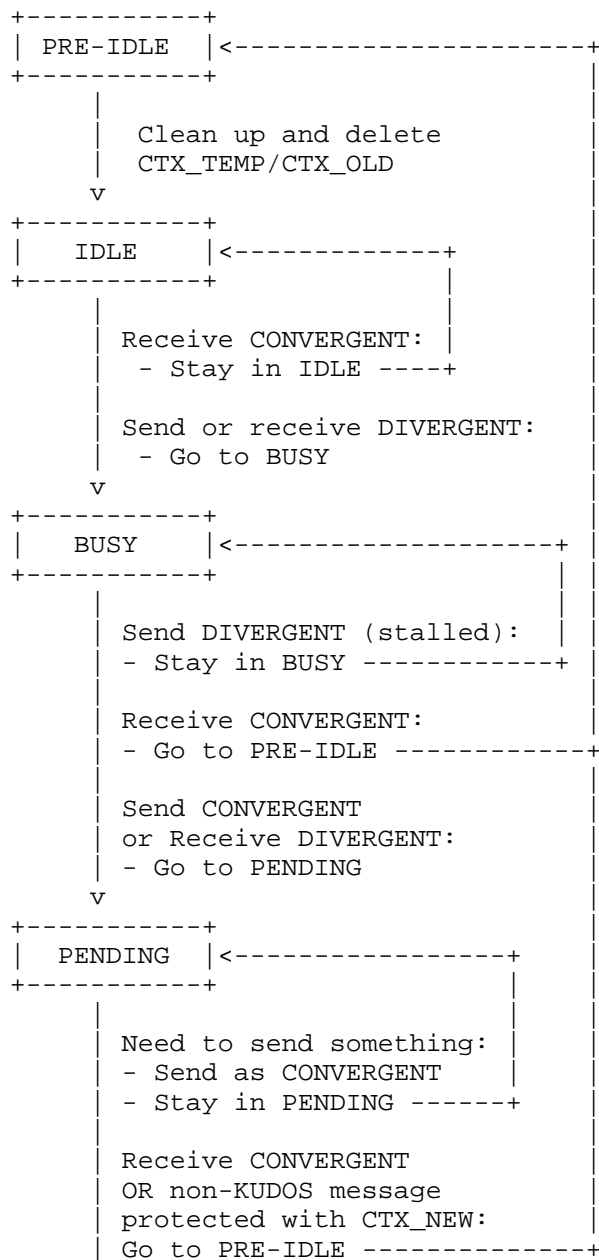 PRE-IDLE
Clean up and delete
CTX_TEMP/CTX_OLD
IDLE
Receive CONVERGENT:
- Stay in IDLE
Send or receive DIVERGENT:
- Go to BUSY
BUSY
Send DIVERGENT (stalled):
- Stay in BUSY
Receive CONVERGENT:
- Go to PRE-IDLE
Send CONVERGENT
or Receive DIVERGENT:
- Go to PENDING
PENDING
Need to send something:
- Send as CONVERGENT
- Stay in PENDING
Receive CONVERGENT
OR non-KUDOS message
protected with CTX_NEW:
Go to PRE-IDLE